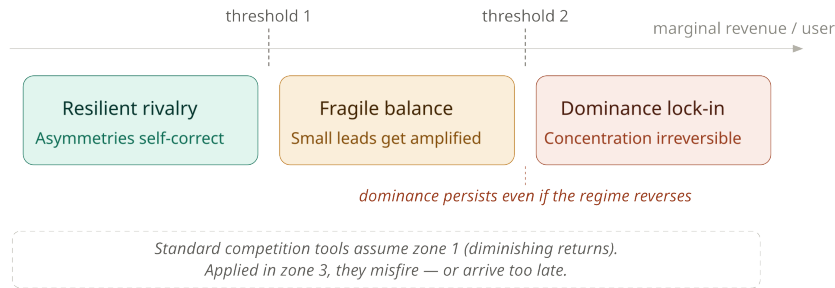 threshold 1
threshold 2
marginal revenue / user
Resilient rivalry
Asymmetries self-correct
Fragile balance
Small leads get amplified
Dominance lock-in
Concentration irreversible
dominance persists even if the regime reverses
Standard competition tools assume zone 1 (diminishing returns).
Applied in zone 3, they misfire — or arrive too late.